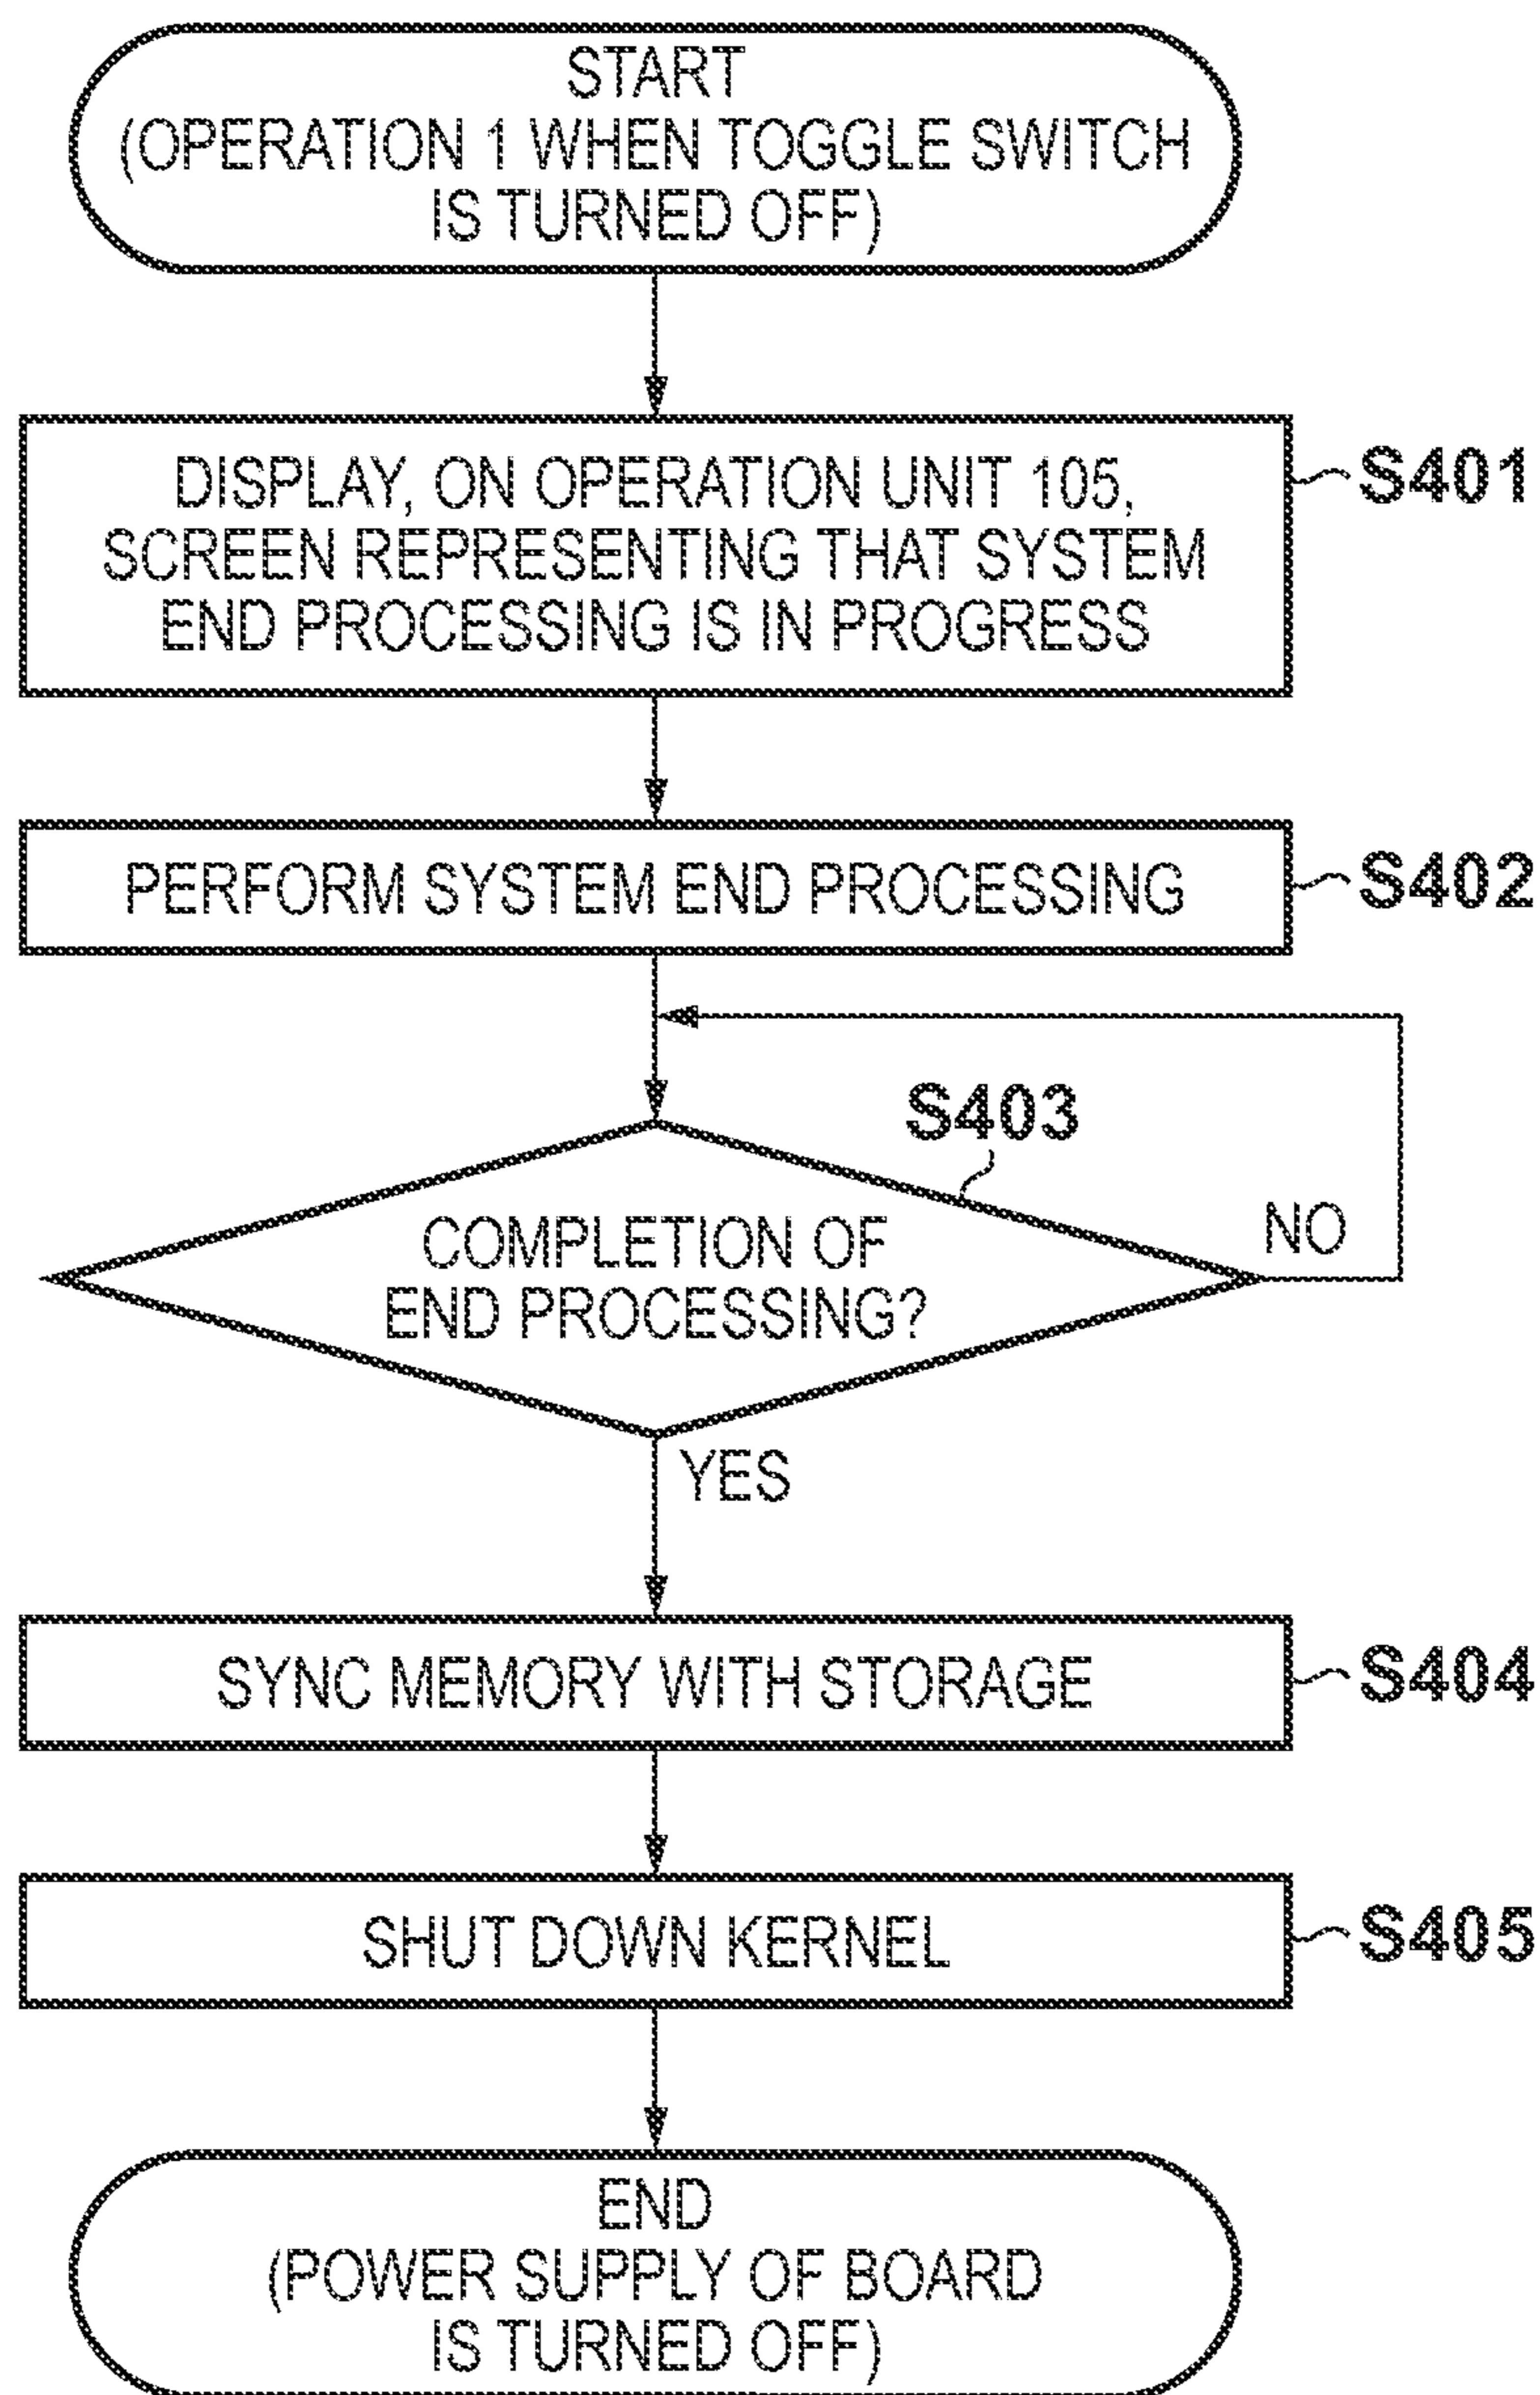 START
(OPERATION 1 WHEN TOGGLE SWITCH
IS TURNED OFF)
DISPLAY, ON OPERATION UNIT 105,
SCREEN REPRESENTING THAT SYSTEM
END PROCESSING IS IN PROGRESS
S401
PERFORM SYSTEM END PROCESSING
S402
S403
COMPLETION OF
END PROCESSING?
NO
YES
SYNC MEMORY WITH STORAGE
S404
SHUT DOWN KERNEL
S405
END
(POWER SUPPLY OF BOARD
IS TURNED OFF)